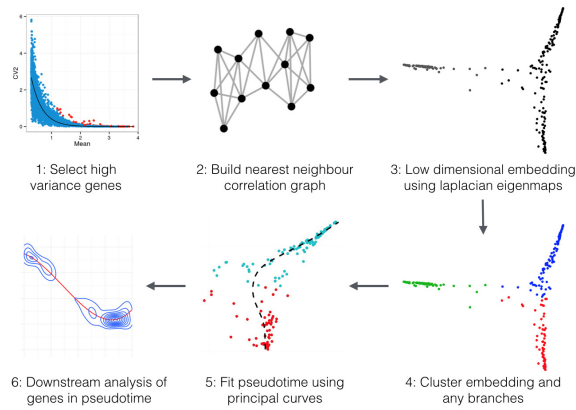 6
4
CV2
2
0
1
2
3
4
Mean
1: Select high
variance genes
2: Build nearest neighbour
correlation graph
3: Low dimensional embedding
using laplacian eigenmaps
6: Downstream analysis of
genes in pseudotime
5: Fit pseudotime using
principal curves
4: Cluster embedding and
any branches